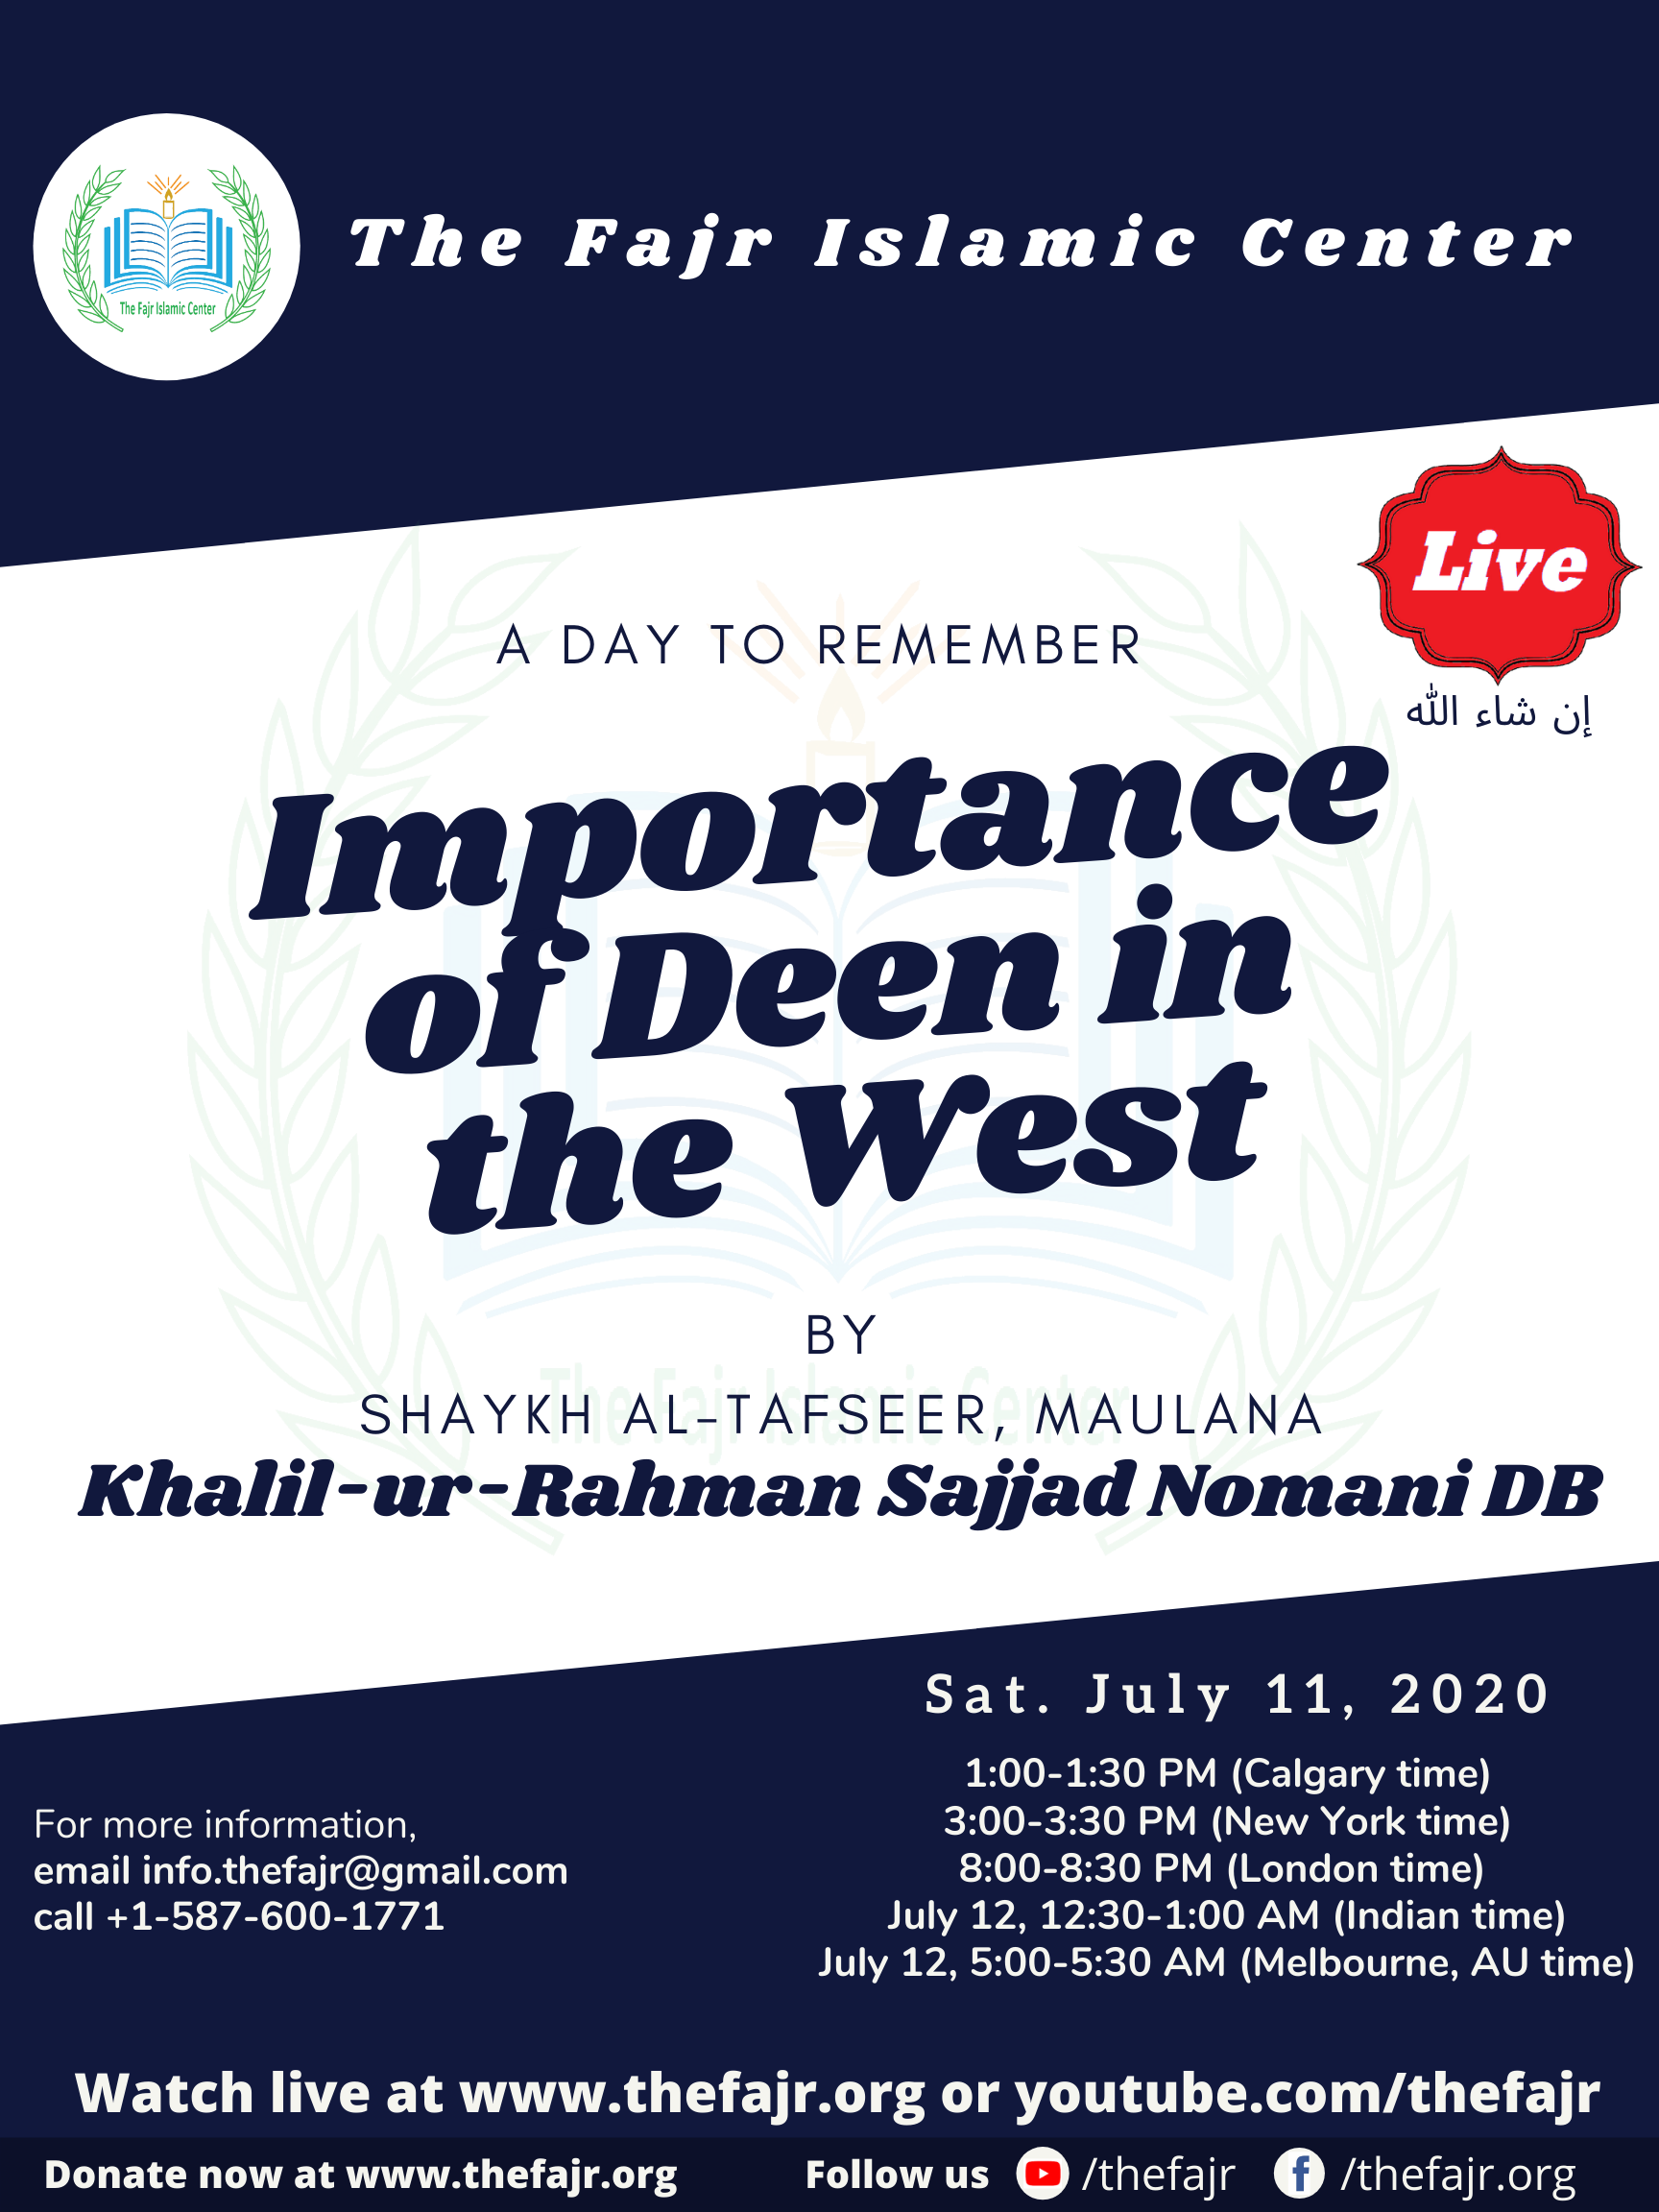 The Fajr Islamic Center
The Fajr Islamic Center
Live
إن شاء الله
A DAY TO REMEMBER
Importance
of Deen in
the West
The Fajr Islamic Center
BY
SHAYKH AL-TAFSEER, MAULANA
Khalil-ur-Rahman Sajjad Nomani DB
Sat. July 11, 2020
1:00-1:30 PM (Calgary time)
3:00-3:30 PM (New York time)
8:00-8:30 PM (London time)
July 12, 12:30-1:00 AM (Indian time)
July 12, 5:00-5:30 AM (Melbourne, AU time)
For more information,
email info.thefajr@gmail.com
call +1-587-600-1771
Watch live at www.thefajr.org or youtube.com/thefajr
Donate now at www.thefajr.org Follow us /thefajr /thefajr.org